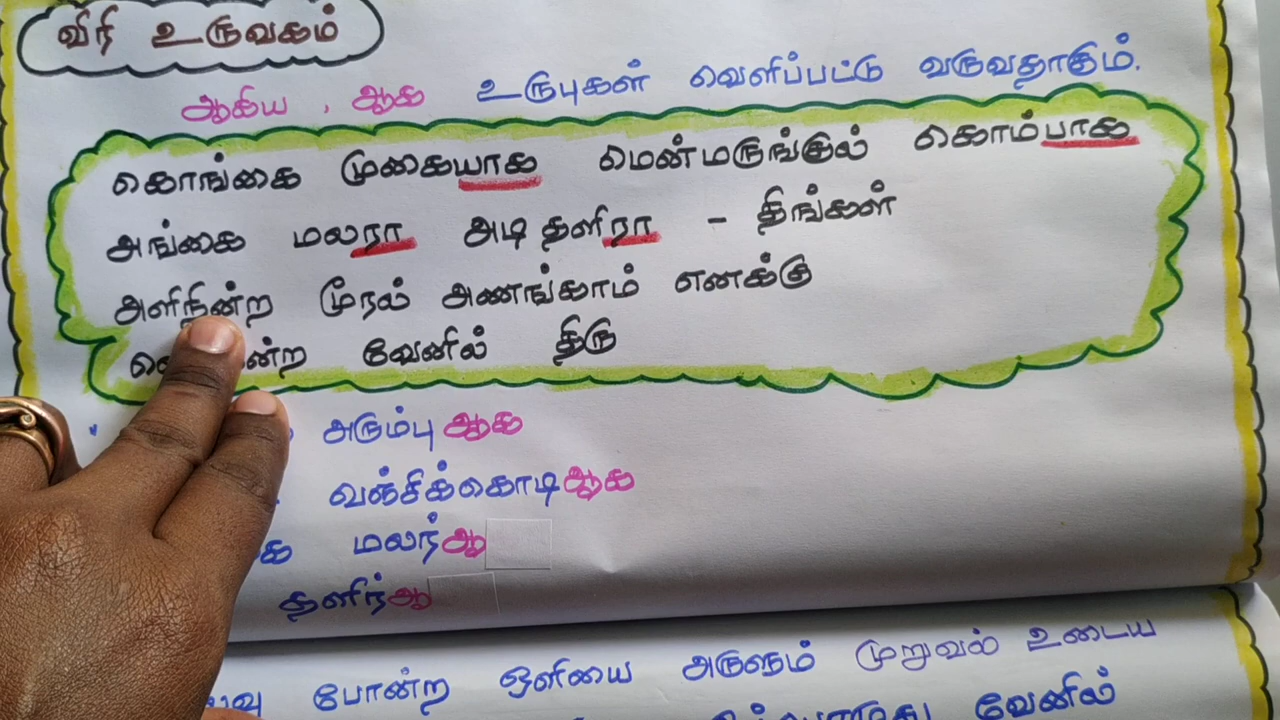 விரி உருவகம்
ஆகிய , ஆக உருபுகள் வெளிப்பட்டு வருவதாகும்.
கொங்கை முகையாக மென்மருங்குல் கொம்பாக
அங்கை மலரா அடி தளிரா - திங்கள்
அளிநின்ற மூரல் அணங்காம் எனக்கு
வேனில் திரு
அரும்பு ஆக
வஞ்சிக்கொடி ஆக
மலர் ஆ
தளிர் ஆ
போன்ற ஒளியை அருளும் முறுவல் உடைய
வேனில்